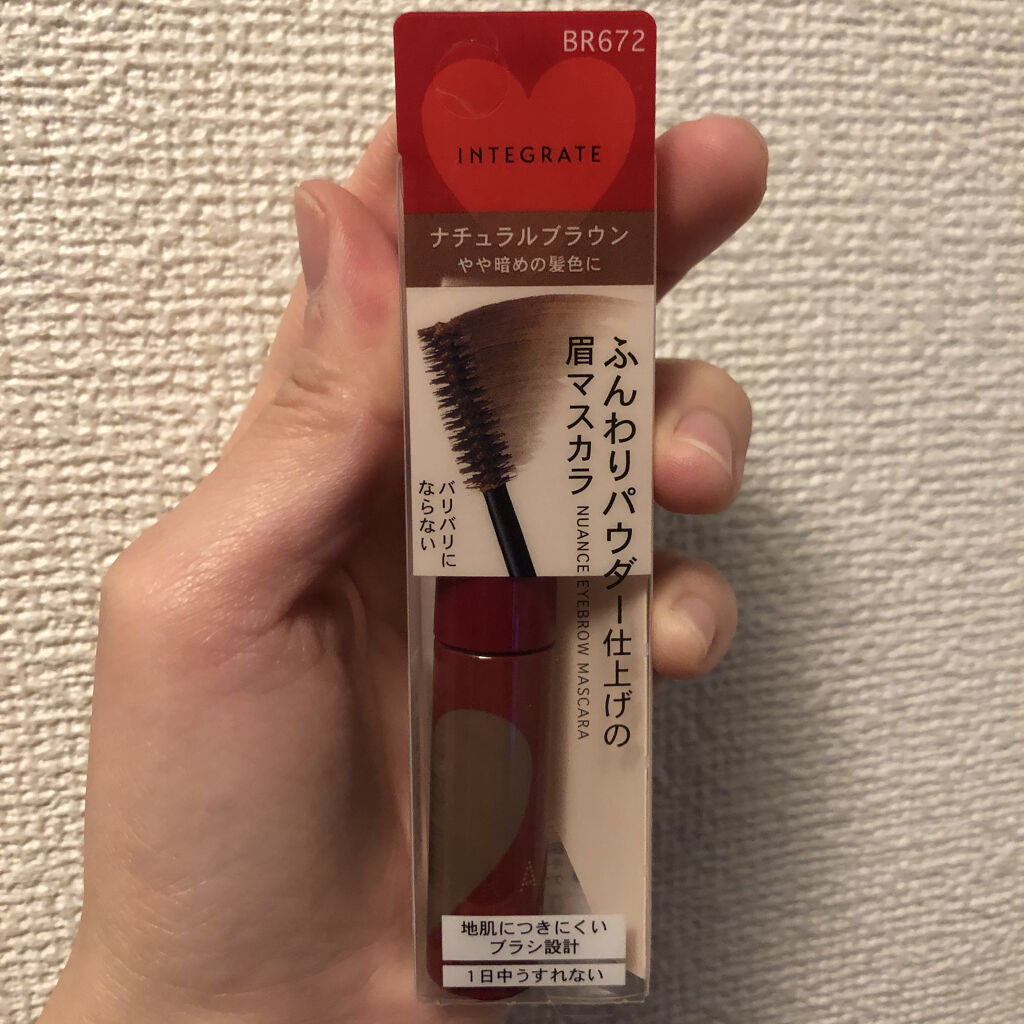 BR672
INTEGRATE
ナチュラルブラウン
やや暗めの髪色に
ふんわりパウダー仕上げの
眉マスカラ NUANCE EYEBROW MASCARA
バリバリに
ならない
地肌につきにくい
ブラシ設計
1日中うすれない